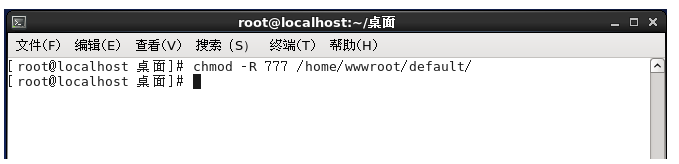 root@localhost:~/桌面
文件(F) 编辑(E) 查看(V) 搜索 (S) 终端(T) 帮助(H)
[root@localhost 桌面]# chmod -R 777 /home/wwwroot/default/
[root@localhost 桌面]#